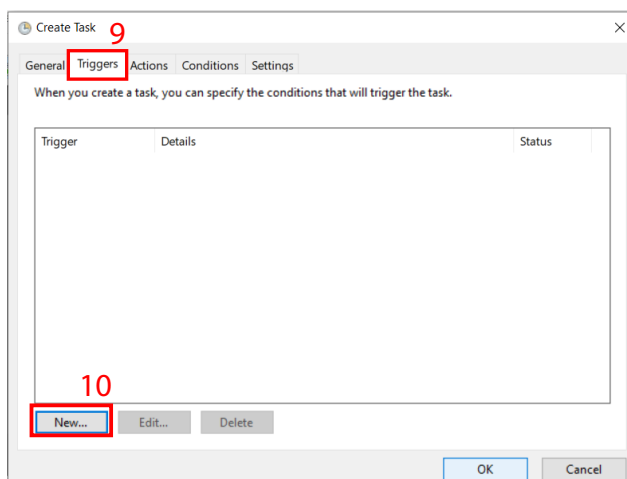 Create Task
9
General Triggers Actions Conditions Settings
When you create a task, you can specify the conditions that will trigger the task.
Trigger Details Status
10
New... Edit... Delete
OK Cancel